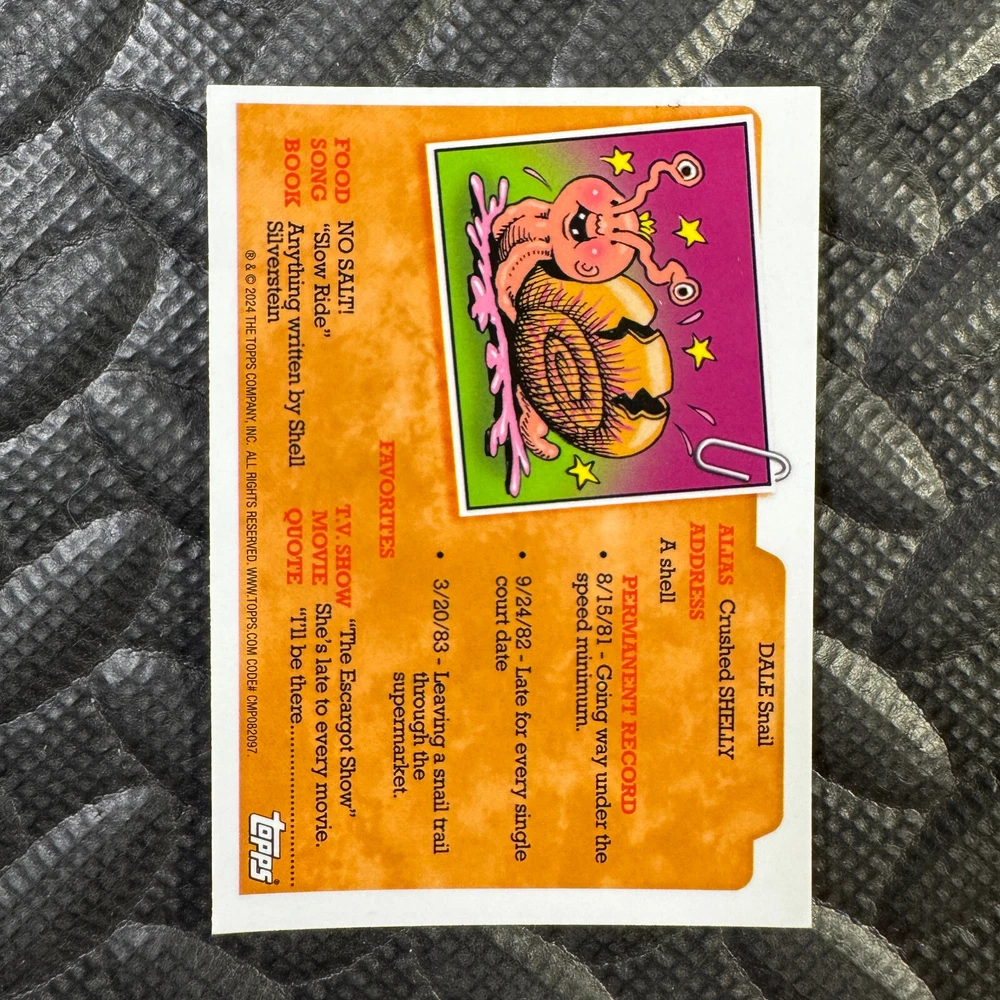 DALE Snail
ALIAS Crushed SHELLY
ADDRESS
A shell
PERMANENT RECORD
• 8/15/81 - Going way under the
speed minimum.
• 9/24/82 - Late for every single
court date
• 3/20/83 - Leaving a snail trail
through the
supermarket.
FAVORITES
FOOD NO SALT!
SONG "Slow Ride"
BOOK Anything written by Shell
Silverstein
T.V. SHOW "The Escargot Show"
MOVIE She's late to every movie.
QUOTE "I'll be there................
® & © 2024 THE TOPPS COMPANY, INC. ALL RIGHTS RESERVED. WWW.TOPPS.COM CODE# CMP082097.
topps®